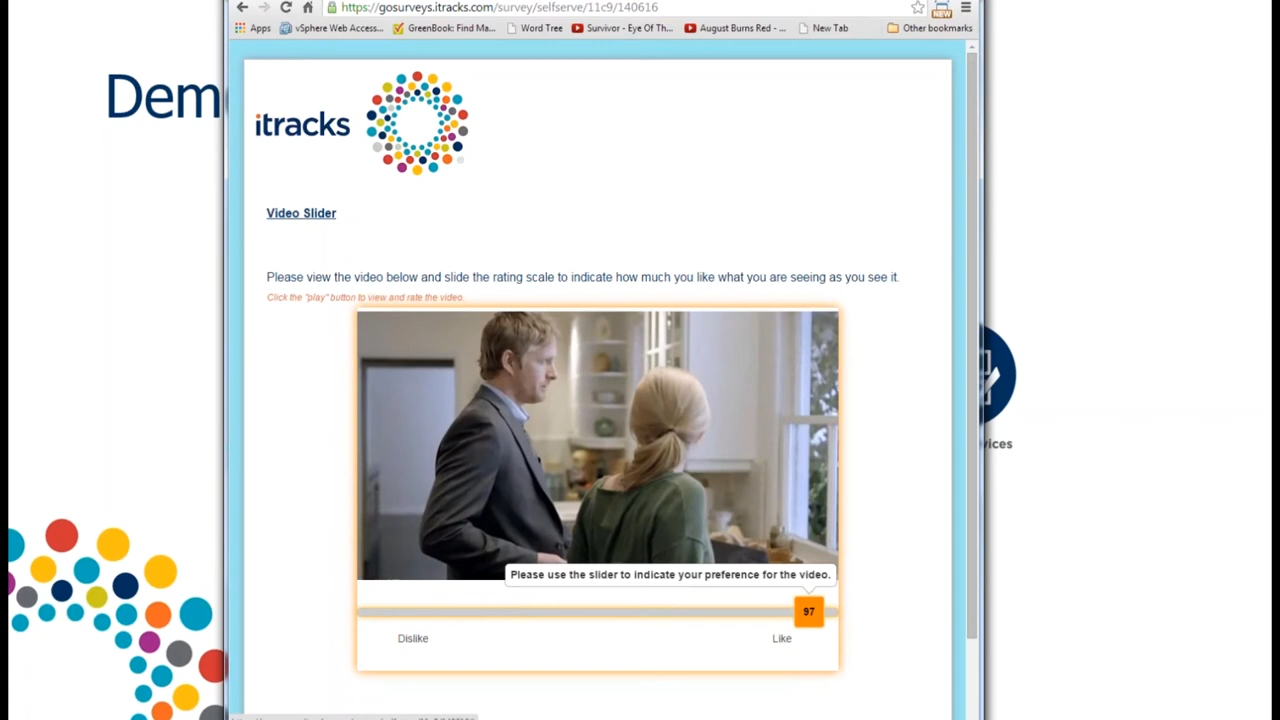 https://gosurveys.itracks.com/survey/selfserve/11c9/140616
NEW
Apps vSphere Web Access... GreenBook: Find Ma... Word Tree Survivor - Eye Of Th... August Burns Red - ... New Tab Other bookmarks
Dem
itracks
Video Slider
Please view the video below and slide the rating scale to indicate how much you like what you are seeing as you see it.
Click the "play" button to view and rate the video.
vices
Please use the slider to indicate your preference for the video.
97
Dislike Like